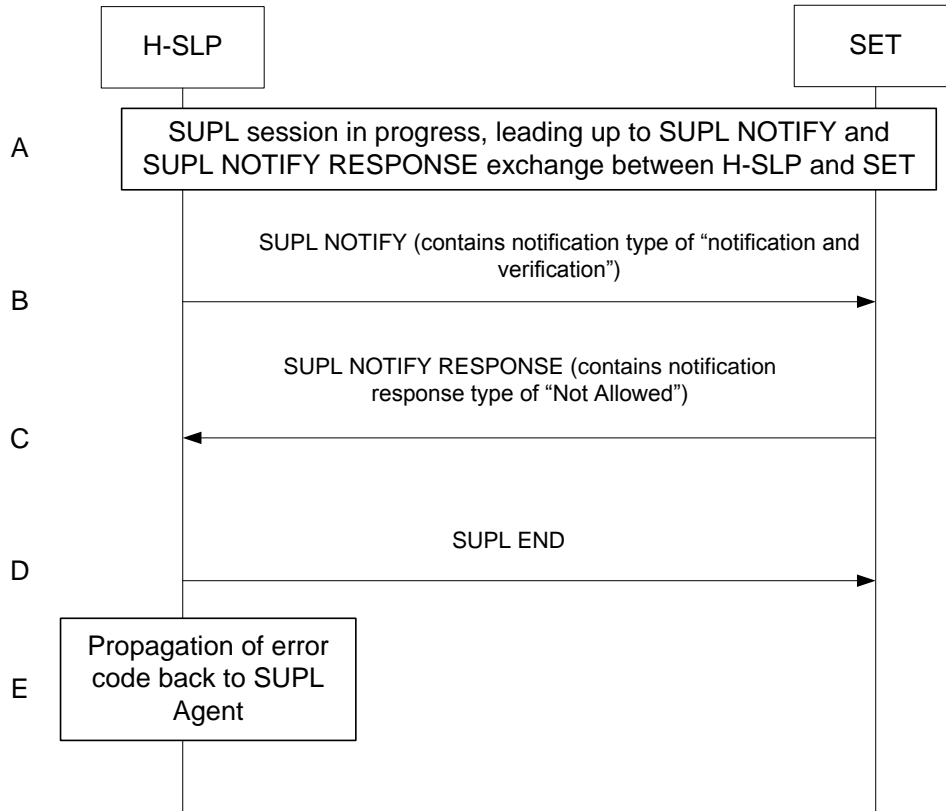 H-SLP
SET
A
SUPL session in progress, leading up to SUPL NOTIFY and
SUPL NOTIFY RESPONSE exchange between H-SLP and SET
SUPL NOTIFY (contains notification type of “notification and
verification”)
B
SUPL NOTIFY RESPONSE (contains notification
response type of “Not Allowed”)
C
SUPL END
D
Propagation of error
code back to SUPL
Agent
E